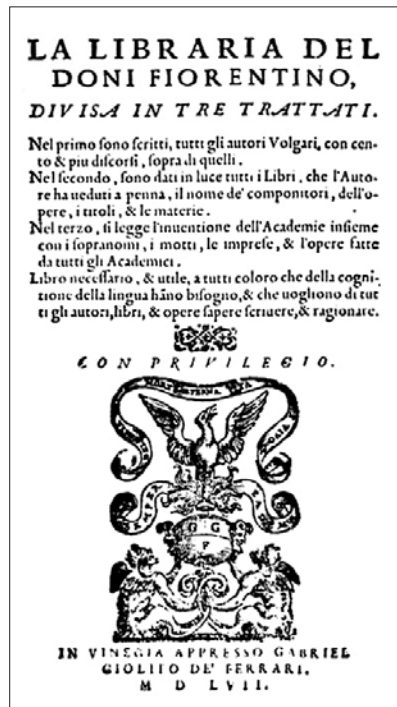 LA LIBRARIA DEL
DONI FIORENTINO,
DIVISA IN TRE TRATTATI.
Nel primo sono scritti, tutti gli autori Volgari, con cen-
to & piu discorsi, sopra di quelli.
Nel secondo, sono dati in luce tutti i Libri, che l'Auto-
re ha ueduti a penna, il nome de' componitori, dell'o-
pere, i titoli, & le materie.
Nel terzo, si legge l'inuentione dell'Academie insieme
con i sopranomi, i motti, le imprese, & l'opere fatte
da tutti gli Academici.
Libro necessario, & utile, a tutti coloro che della cogni-
tione della lingua hāno bisogno, & che uogliono di tut
ti gli autori, libri, & opere sapere scriuere, & ragionare.
CON PRIVILEGIO.
SEMPER
G G
F
IN VINEGIA APPRESSO GABRIEL
GIOLITO DE' FERRARI,
M D LVII.